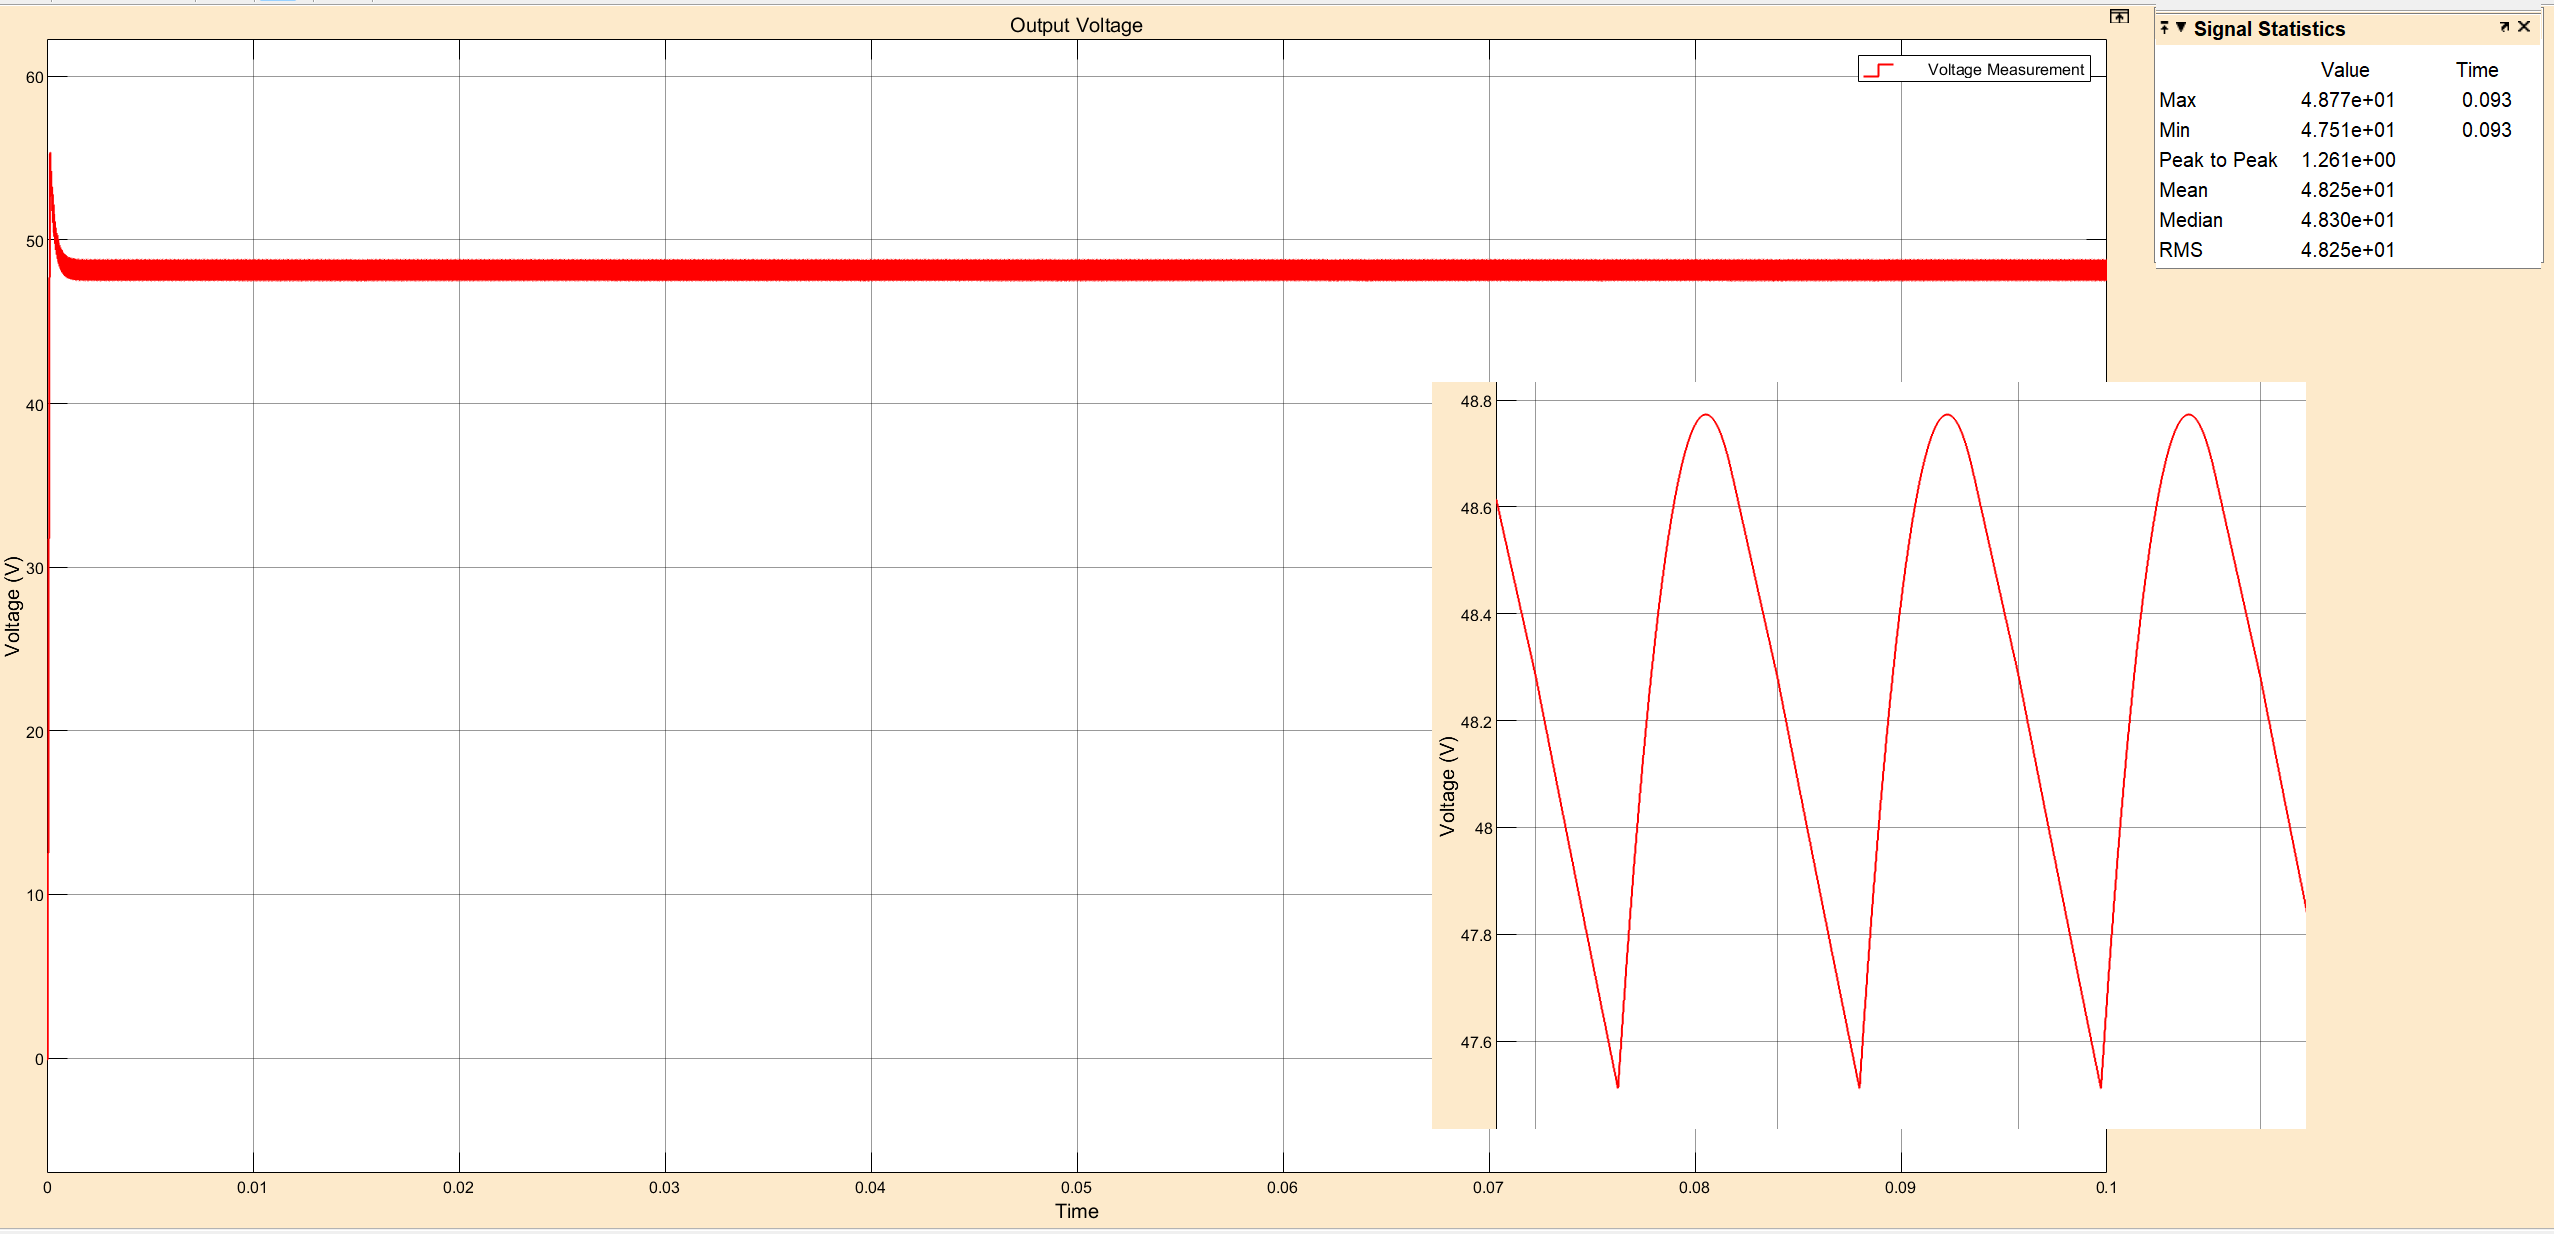 Output Voltage
Voltage Measurement
60
50
40
30
20
10
0
Voltage (V)
0 0.01 0.02 0.03 0.04 0.05 0.06 0.07 0.08 0.09 0.1
Time
48.8
48.6
48.4
48.2
48
47.8
47.6
Voltage (V)
Signal Statistics
Value Time
Max 4.877e+01 0.093
Min 4.751e+01 0.093
Peak to Peak 1.261e+00
Mean 4.825e+01
Median 4.830e+01
RMS 4.825e+01